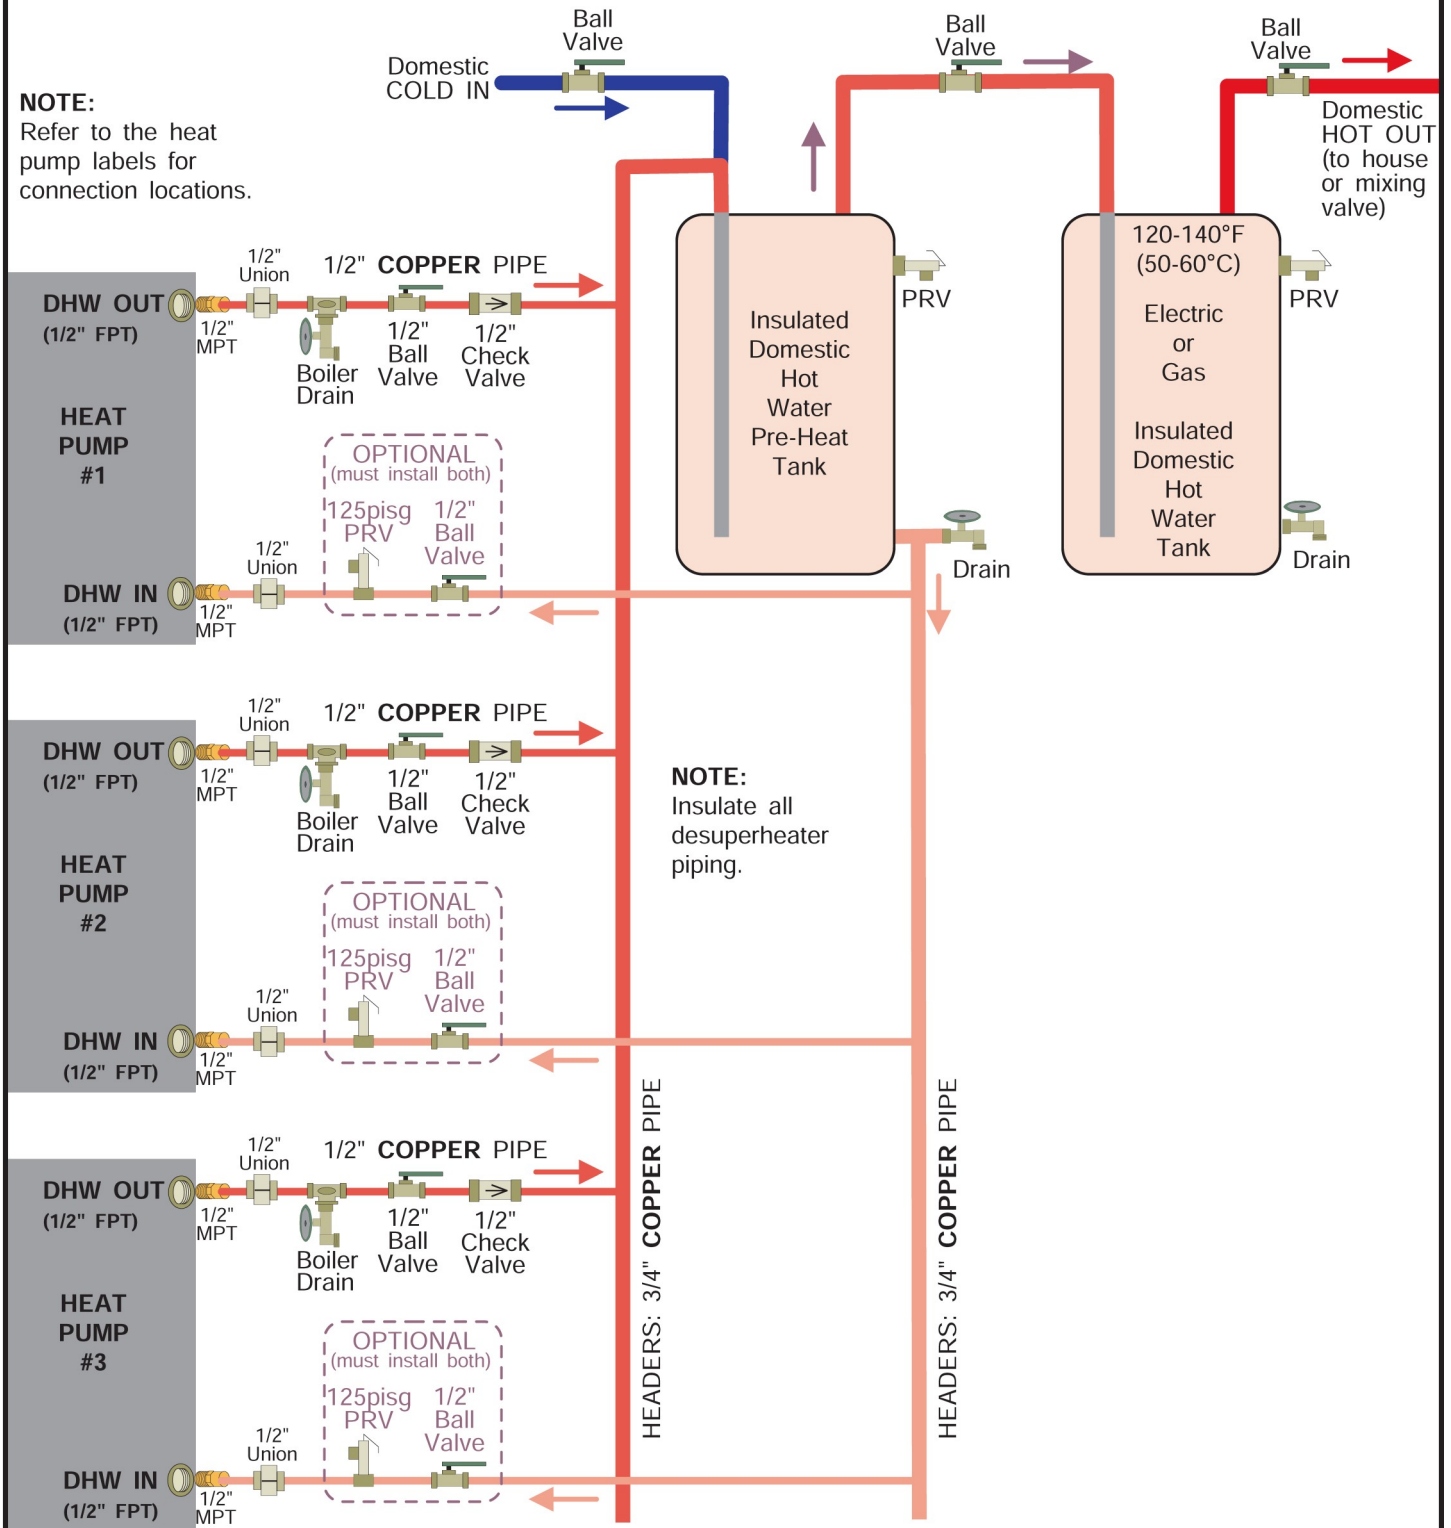 Ball
Valve
Domestic
COLD IN
Ball
Valve
Ball
Valve
Domestic
HOT OUT
(to house
or mixing
valve)
NOTE:
Refer to the heat
pump labels for
connection locations.
1/2"
Union
1/2" COPPER PIPE
DHW OUT
(1/2" FPT)
1/2"
MPT
Boiler
Drain
1/2"
Ball
Valve
1/2"
Check
Valve
HEAT
PUMP
#1
OPTIONAL
(must install both)
125pisg
PRV
1/2"
Ball
Valve
1/2"
Union
DHW IN
(1/2" FPT)
1/2"
MPT
Insulated
Domestic
Hot
Water
Pre-Heat
Tank
PRV
Drain
120-140°F
(50-60°C)
Electric
or
Gas
Insulated
Domestic
Hot
Water
Tank
PRV
Drain
1/2"
Union
1/2" COPPER PIPE
DHW OUT
(1/2" FPT)
1/2"
MPT
Boiler
Drain
1/2"
Ball
Valve
1/2"
Check
Valve
HEAT
PUMP
#2
OPTIONAL
(must install both)
125pisg
PRV
1/2"
Ball
Valve
1/2"
Union
DHW IN
(1/2" FPT)
1/2"
MPT
NOTE:
Insulate all
desuperheater
piping.
HEADERS: 3/4" COPPER PIPE
HEADERS: 3/4" COPPER PIPE
1/2"
Union
1/2" COPPER PIPE
DHW OUT
(1/2" FPT)
1/2"
MPT
Boiler
Drain
1/2"
Ball
Valve
1/2"
Check
Valve
HEAT
PUMP
#3
OPTIONAL
(must install both)
125pisg
PRV
1/2"
Ball
Valve
1/2"
Union
DHW IN
(1/2" FPT)
1/2"
MPT